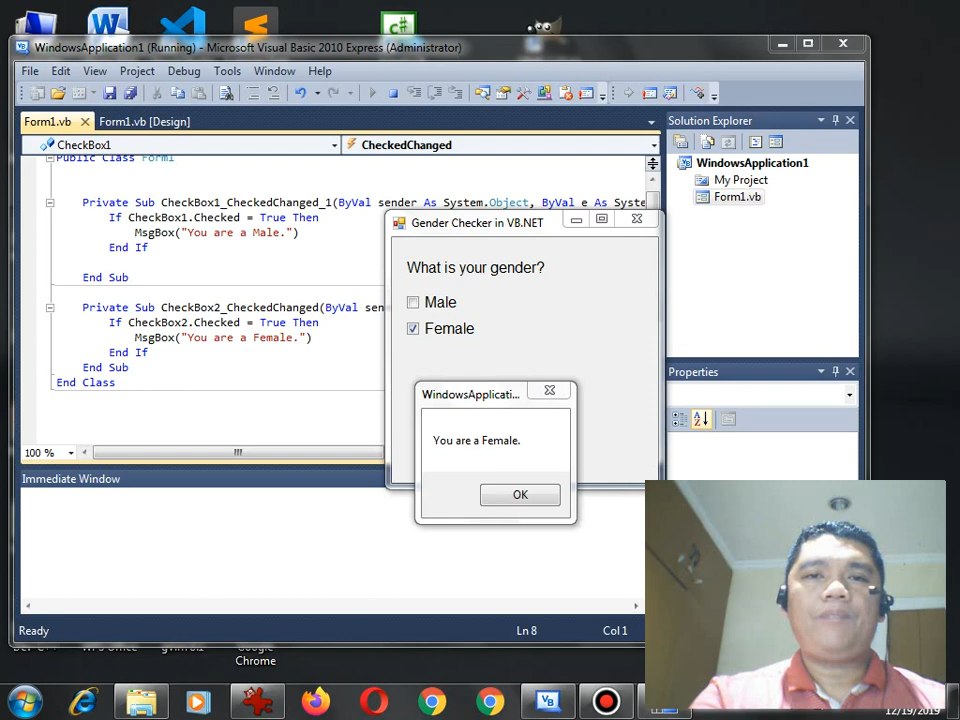 WindowsApplication1 (Running) - Microsoft Visual Basic 2010 Express (Administrator)
File Edit View Project Debug Tools Window Help
Form1.vb Form1.vb [Design]
CheckBox1 CheckedChanged
Public Class Form1
Private Sub CheckBox1_CheckedChanged_1(ByVal sender As System.Object, ByVal e As Syste
If CheckBox1.Checked = True Then
MsgBox("You are a Male.")
End If
End Sub
Private Sub CheckBox2_CheckedChanged(ByVal sen
If CheckBox2.Checked = True Then
MsgBox("You are a Female.")
End If
End Sub
End Class
100 %
Immediate Window
Ready Ln 8 Col 1
Gender Checker in VB.NET
What is your gender?
Male
Female
WindowsApplicati...
You are a Female.
OK
Solution Explorer
WindowsApplication1
My Project
Form1.vb
Properties
Google
Chrome
12/19/2019